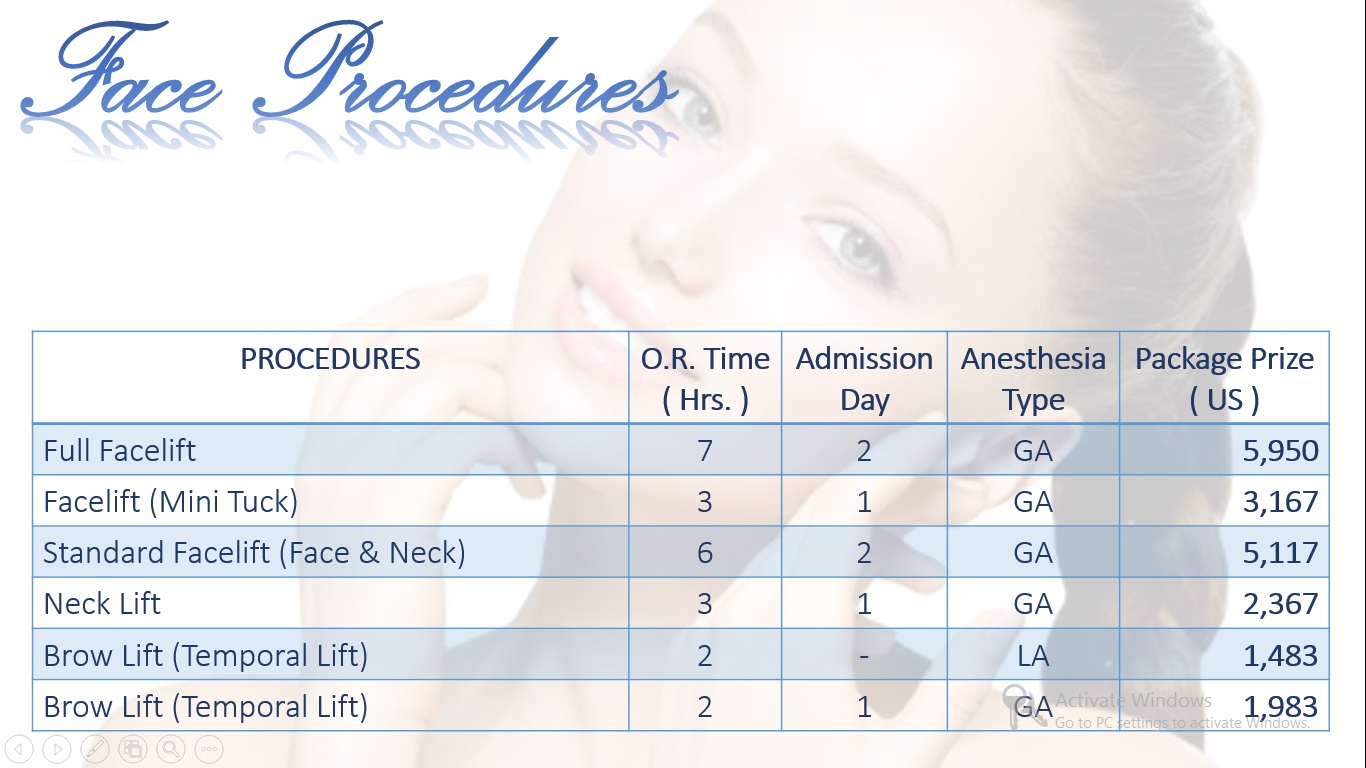 Face Procedures
PROCEDURES O.R. Time ( Hrs. ) Admission Day Anesthesia Type Package Prize ( US )
Full Facelift 7 2 GA 5,950
Facelift (Mini Tuck) 3 1 GA 3,167
Standard Facelift (Face & Neck) 6 2 GA 5,117
Neck Lift 3 1 GA 2,367
Brow Lift (Temporal Lift) 2 - LA 1,483
Brow Lift (Temporal Lift) 2 1 GA 1,983
Activate Windows
Go to PC settings to activate Windows.